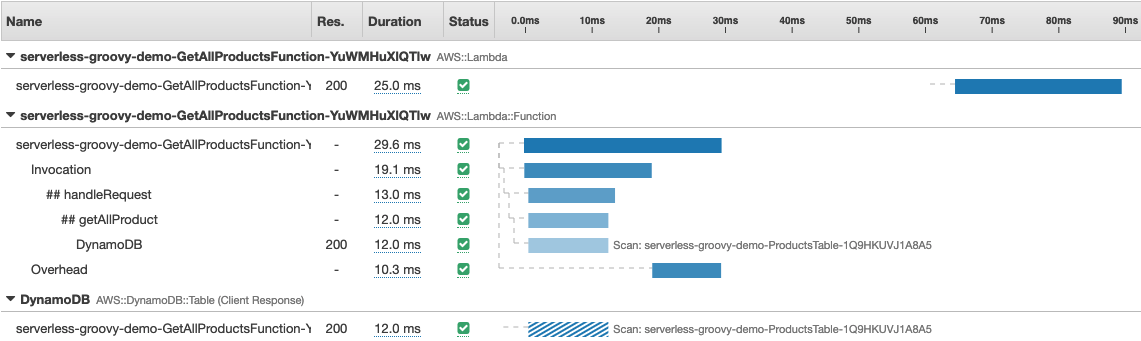 Name Res. Duration Status 0.0ms 10ms 20ms 30ms 40ms 50ms 60ms 70ms 80ms 90ms
serverless-groovy-demo-GetAllProductsFunction-YuWMHuXlQTlw AWS::Lambda
serverless-groovy-demo-GetAllProductsFunction-Y 200 25.0 ms
serverless-groovy-demo-GetAllProductsFunction-YuWMHuXlQTlw AWS::Lambda::Function
serverless-groovy-demo-GetAllProductsFunction-Y - 29.6 ms
Invocation - 19.1 ms
## handleRequest - 13.0 ms
## getAllProduct - 12.0 ms
DynamoDB 200 12.0 ms Scan: serverless-groovy-demo-ProductsTable-1Q9HKUVJ1A8A5
Overhead - 10.3 ms
DynamoDB AWS::DynamoDB::Table (Client Response)
serverless-groovy-demo-GetAllProductsFunction-Y 200 12.0 ms Scan: serverless-groovy-demo-ProductsTable-1Q9HKUVJ1A8A5